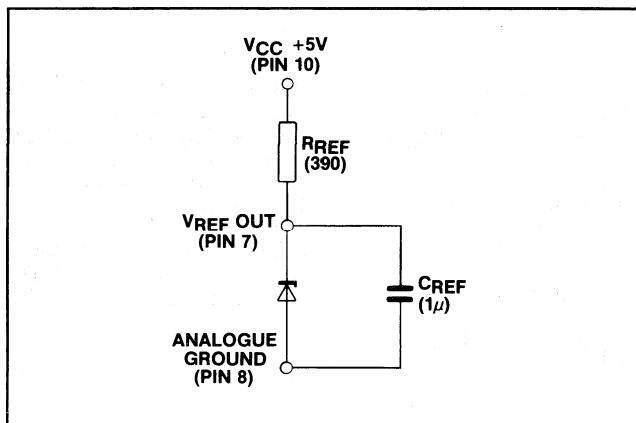 VCC +5V
(PIN 10)
RREF
(390)
VREF OUT
(PIN 7)
CREF
(1μ)
ANALOGUE
GROUND
(PIN 8)